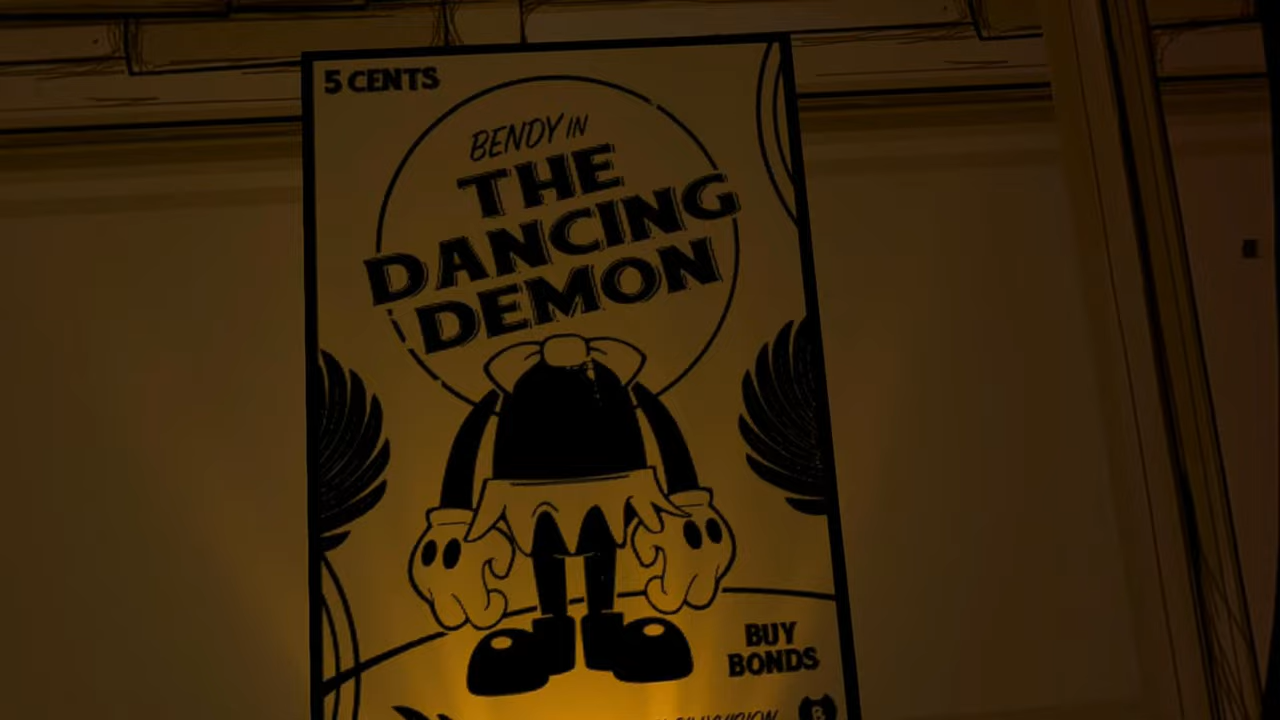 5 CENTS
BENDY IN
THE
DANCING
DEMON
BUY
BONDS
B